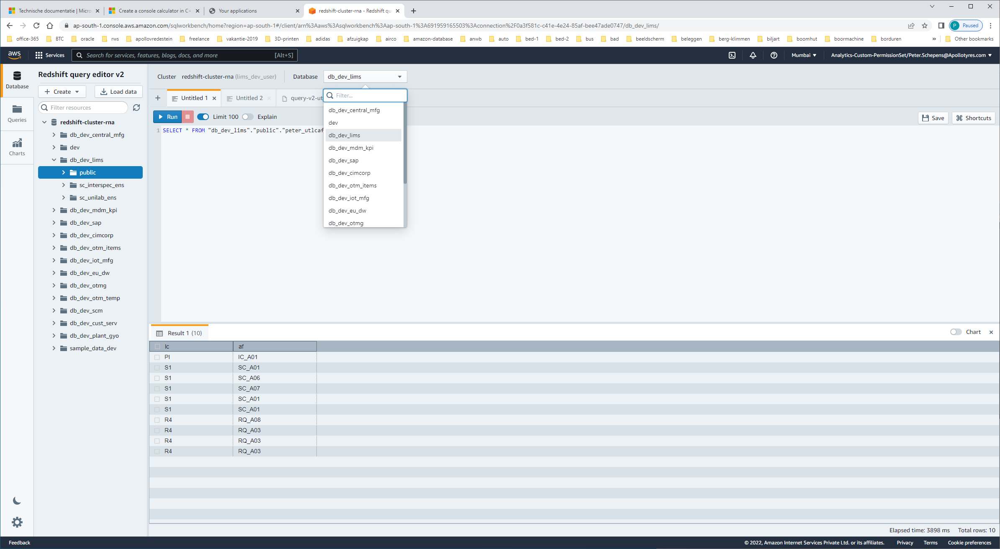 Technische documentatie | Micro
Create a console calculator in C+
Your applications
redshift-cluster-rna - Redshift qu
ap-south-1.console.aws.amazon.com/sqlworkbench/home?region=ap-south-1#/client/arn%3Aaws%3Asqlworkbench%3Aap-south-1%3A691959165503%3Aconnection%2F0a3f581c-c41e-4e24-85af-bee47ade0747/db_dev_lims/
P Paused
office-365 BTC oracle rws apollovredestein freelance vakantie-2019 3D-printen adidas afzuigkap airco amazon-database anwb auto bed-1 bed-2 bus bad beeldscherm beleggen berg-klimmen biljart boomhut boormachine borduren » Other bookmarks
aws Services Search for services, features, blogs, docs, and more [Alt+S] Mumbai Analytics-Custom-PermissionSet/Peter.Schepens@Apollotyres.com
Database
Queries
Charts
Redshift query editor v2
Create Load data
Filter resources
redshift-cluster-rna
db_dev_central_mfg
dev
db_dev_lims
public
sc_interspec_ens
sc_unilab_ens
db_dev_mdm_kpi
db_dev_sap
db_dev_cimcorp
db_dev_otm_items
db_dev_iot_mfg
db_dev_eu_dw
db_dev_otmg
db_dev_otm_temp
db_dev_scm
db_dev_cust_serv
db_dev_plant_gyo
sample_data_dev
Cluster redshift-cluster-rna (lims_dev_user) Database db_dev_lims
Untitled 1 Untitled 2 query-v2-ut
Filter...
db_dev_central_mfg
dev
db_dev_lims
db_dev_mdm_kpi
db_dev_sap
db_dev_cimcorp
db_dev_otm_items
db_dev_iot_mfg
db_dev_eu_dw
db_dev_otmg
Run Limit 100 Explain
Save Shortcuts
1 SELECT * FROM "db_dev_lims"."public"."peter_utlcaf
Result 1 (10)
Chart
lc af
PI IC_A01
S1 SC_A01
S1 SC_A06
S1 SC_A07
S1 SC_A01
S1 SC_A01
R4 RQ_A08
R4 RQ_A03
R4 RQ_A03
R4 RQ_A03
Elapsed time: 3898 ms Total rows: 10
Feedback
© 2022, Amazon Internet Services Private Ltd. or its affiliates. Privacy Terms Cookie preferences